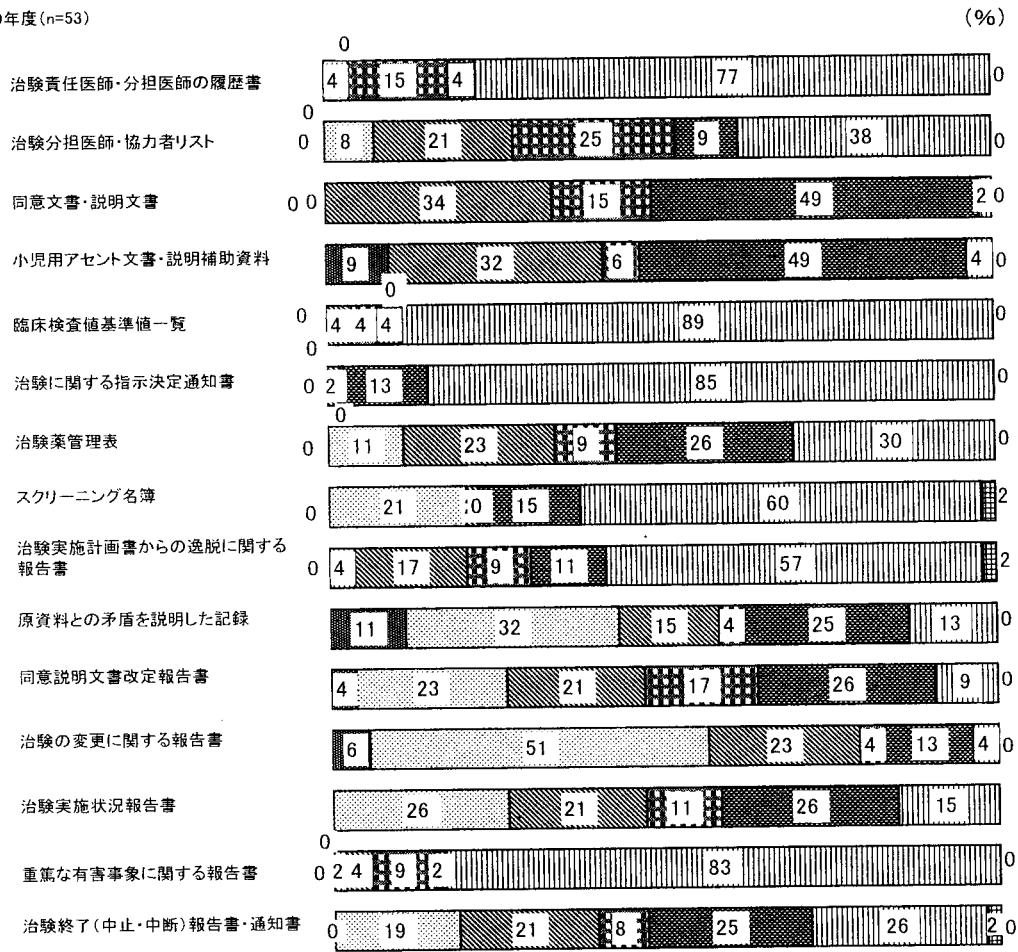 年度(n=53)
(%)
0
治験責任医師・分担医師の履歴書 4 15 4 77 0
0
治験分担医師・協力者リスト 0 8 21 25 9 38 0
同意文書・説明文書 0 0 34 15 49 2 0
小児用アセント文書・説明補助資料 9 32 6 49 4 0
0
臨床検査値基準値一覧 0 4 4 4 89 0
0
治験に関する指示決定通知書 0 2 13 85 0
0
治験薬管理表 0 11 23 9 26 30 0
スクリーニング名簿 0 21 0 15 60 2
治験実施計画書からの逸脱に関する
報告書 0 4 17 9 11 57 2
原資料との矛盾を説明した記録 11 32 15 4 25 13 0
同意説明文書改定報告書 4 23 21 17 26 9 0
治験の変更に関する報告書 6 51 23 4 13 4 0
治験実施状況報告書 26 21 11 26 15
0
重篤な有害事象に関する報告書 0 2 4 9 2 83 0
治験終了(中止・中断)報告書・通知書 0 19 21 8 25 26 2 0